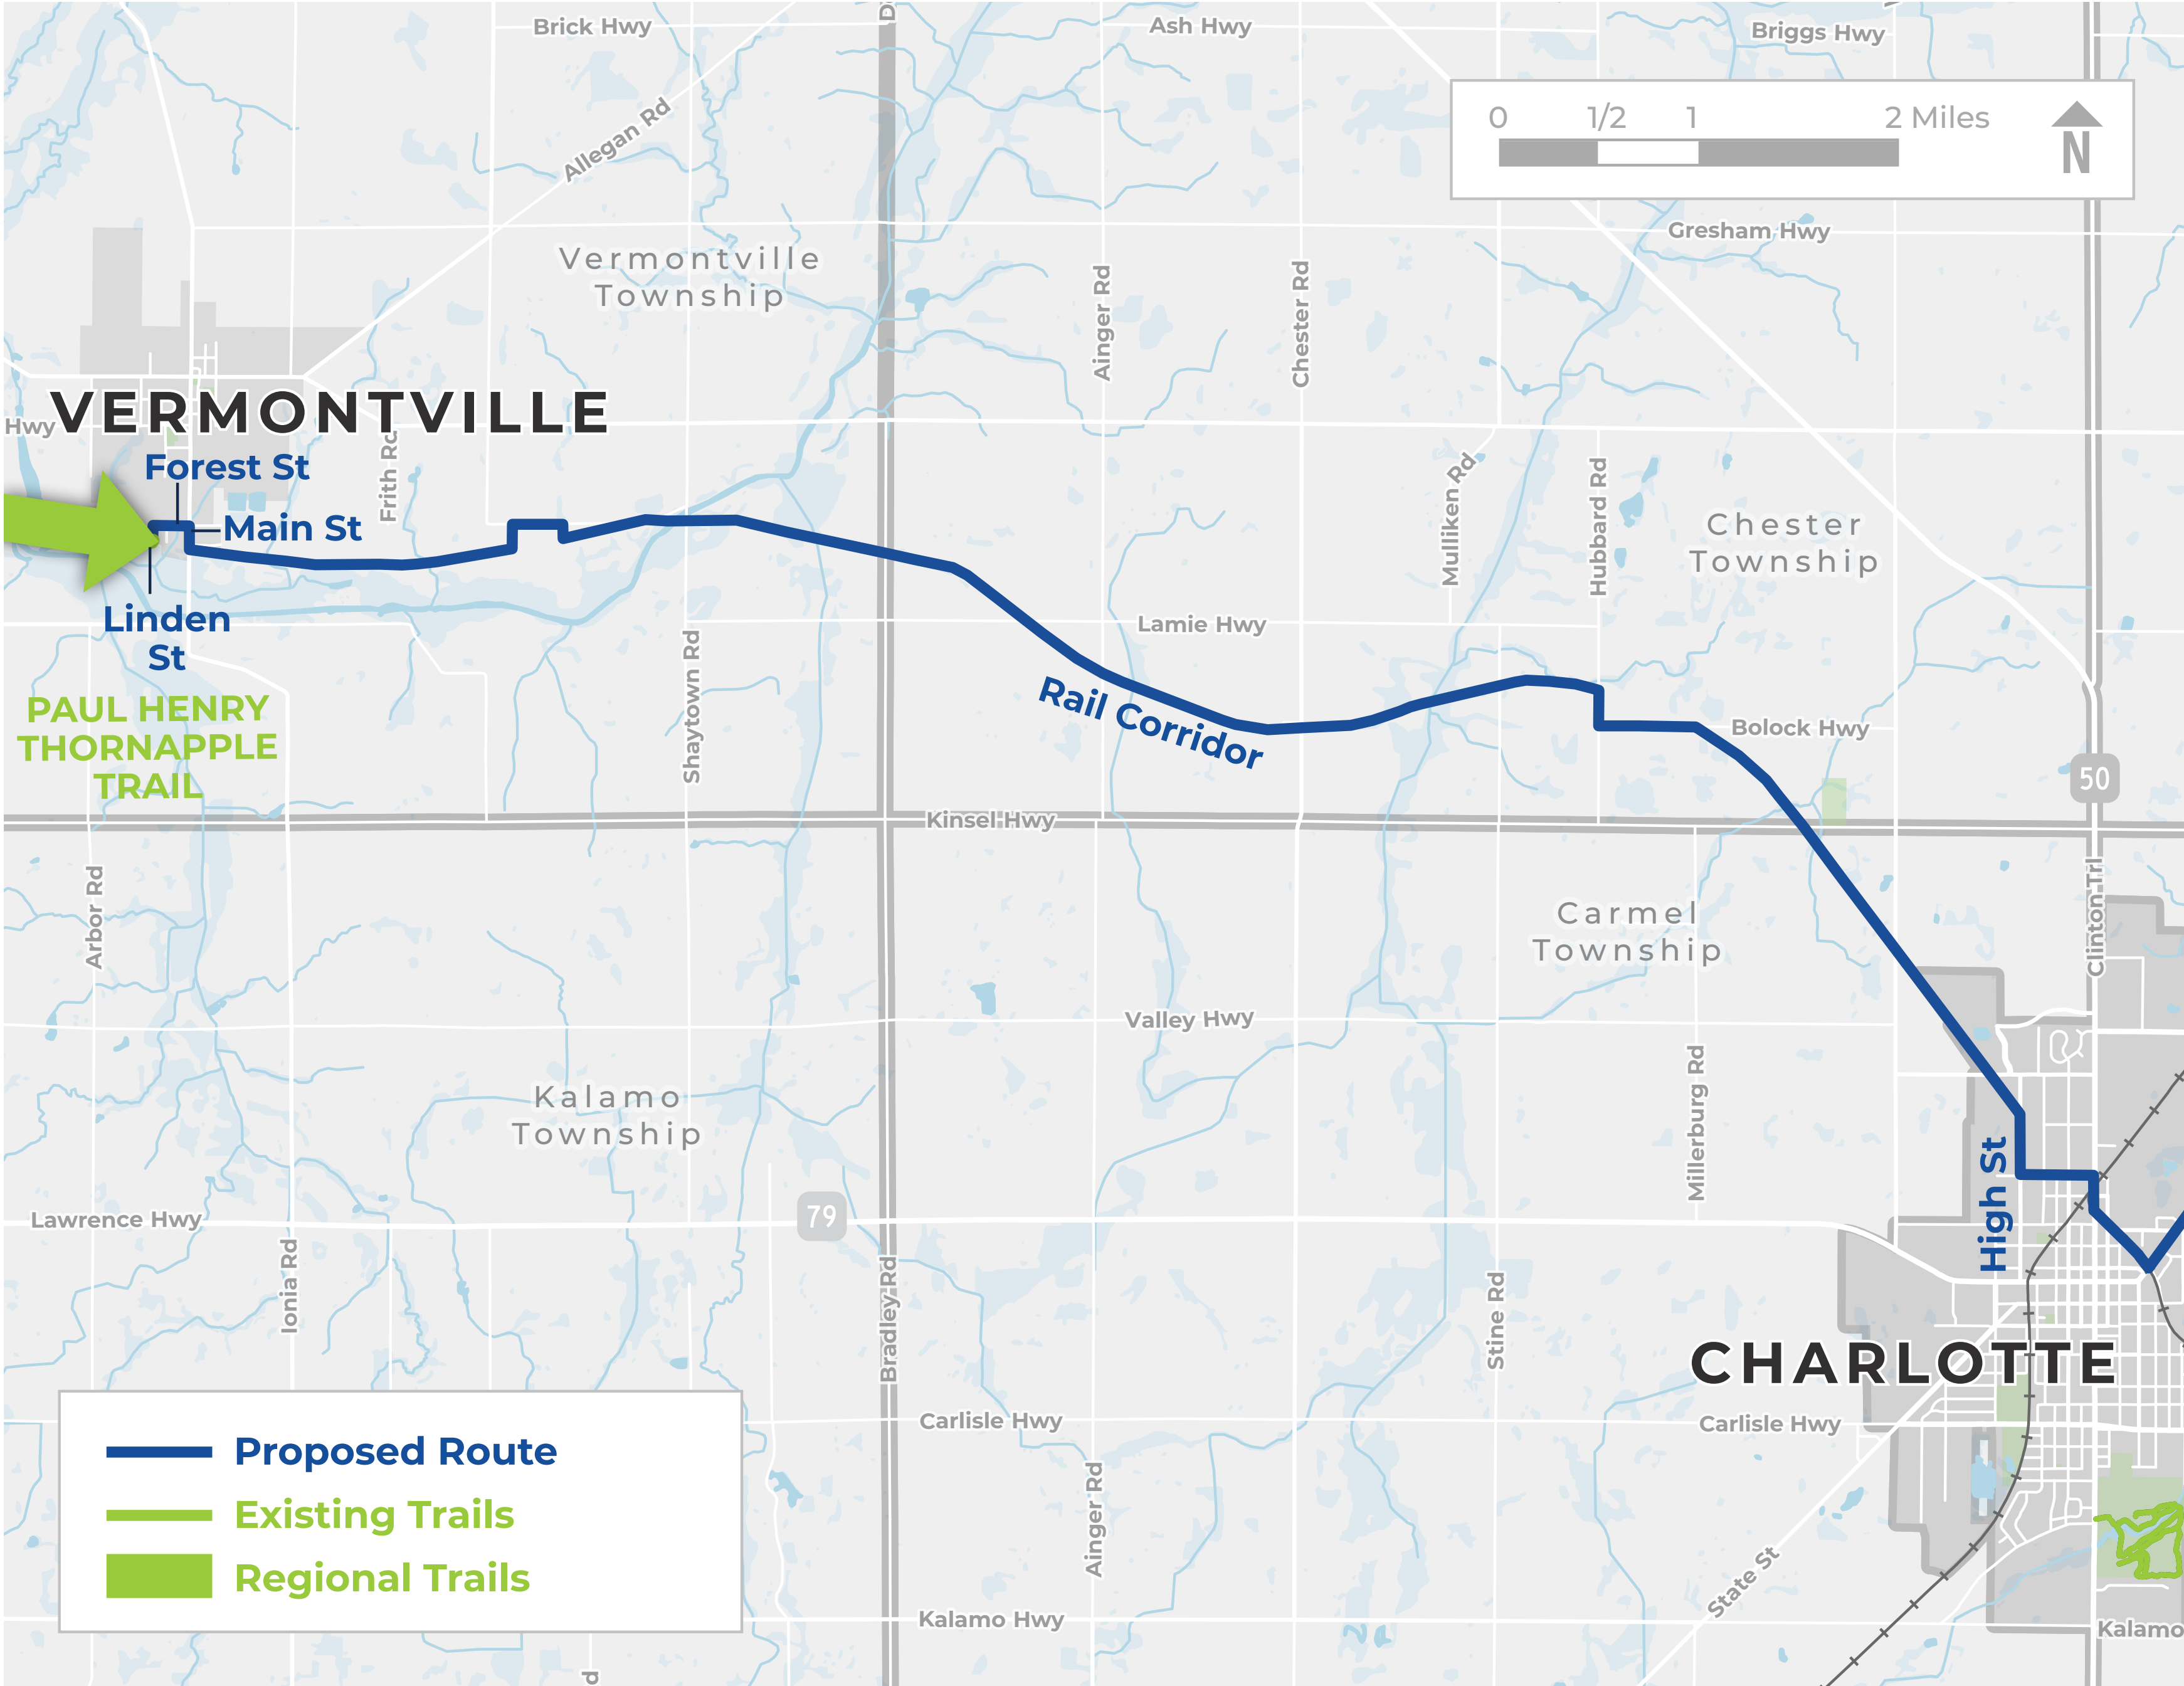 Brick Hwy
D
Ash Hwy
Briggs Hwy
0 1/2 1 2 Miles
N
Allegan Rd
Gresham Hwy
Vermontville
Township
Ainger Rd
Chester Rd
VERMONTVILLE
Hwy
Forest St
Frith Rd
Main St
Mulliken Rd
Hubbard Rd
Chester
Township
Linden
St
Lamie Hwy
Shaytown Rd
PAUL HENRY
THORNAPPLE
TRAIL
Rail Corridor
Bolock Hwy
50
Kinsel Hwy
Arbor Rd
Clinton Trl
Carmel
Township
Valley Hwy
Millerburg Rd
Kalamo
Township
High St
Lawrence Hwy
79
Ionia Rd
Bradley Rd
Stine Rd
CHARLOTTE
Carlisle Hwy
Carlisle Hwy
Ainger Rd
State St
Kalamo Hwy
Kalamo
d
Proposed Route
Existing Trails
Regional Trails